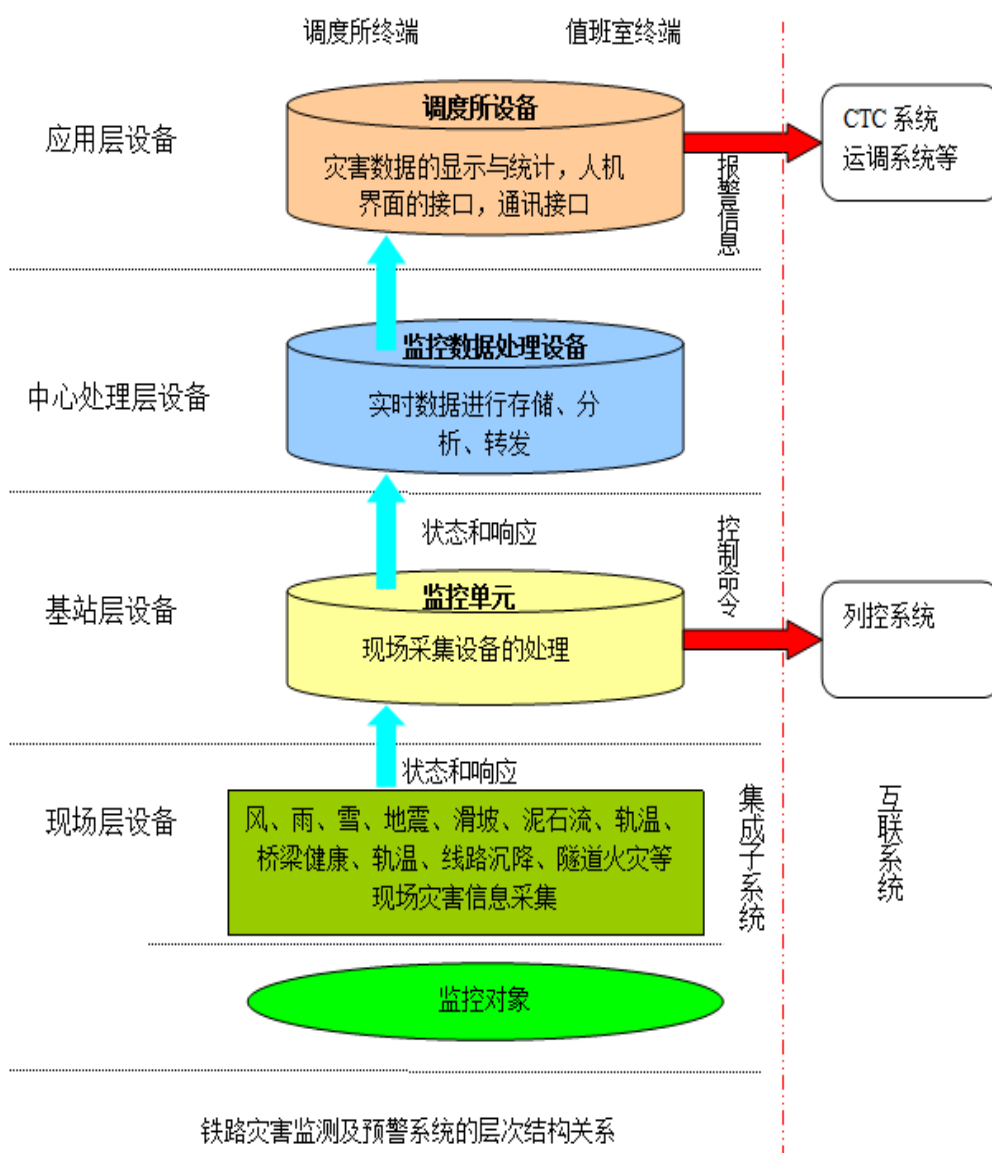 调度所终端
值班室终端
应用层设备
调度所设备
灾害数据的显示与统计，人机
界面的接口，通讯接口
报警信息
CTC 系统
运调系统等
中心处理层设备
监控数据处理设备
实时数据进行存储、分
析、转发
状态和响应
控制命令
基站层设备
监控单元
现场采集设备的处理
列控系统
状态和响应
现场层设备
风、雨、雪、地震、滑坡、泥石流、轨温、
桥梁健康、轨温、线路沉降、隧道火灾等
现场灾害信息采集
集成子系统
互联系统
监控对象
铁路灾害监测及预警系统的层次结构关系